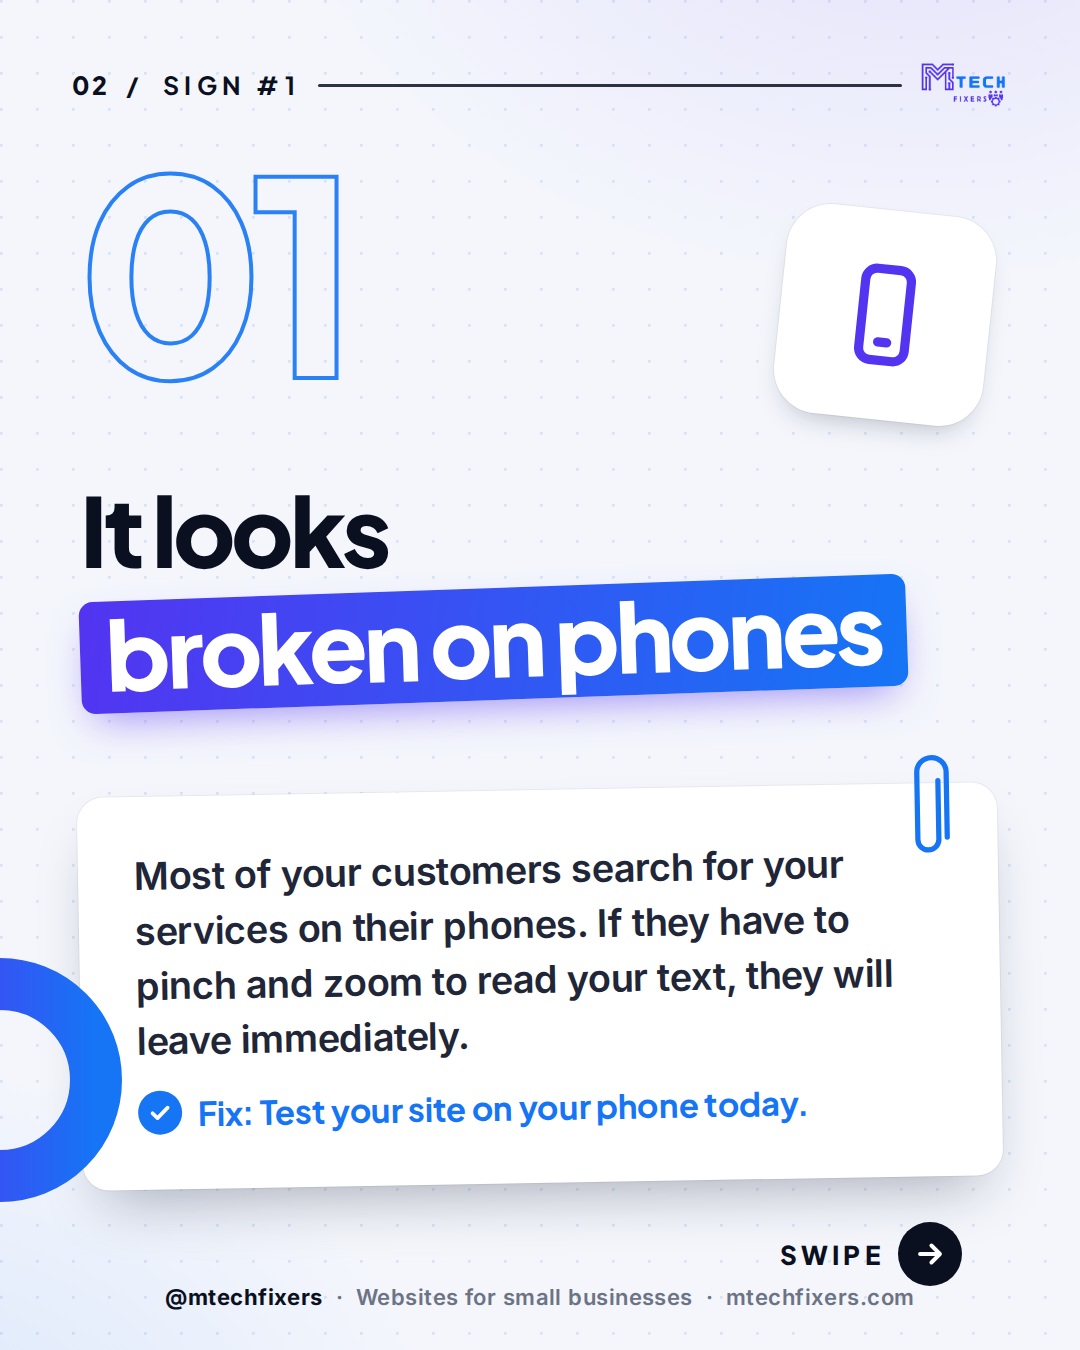 02 / SIGN #1
MTECH
FIXERS
01
It looks
broken on phones
Most of your customers search for your
services on their phones. If they have to
pinch and zoom to read your text, they will
leave immediately.
Fix: Test your site on your phone today.
SWIPE
@mtechfixers · Websites for small businesses · mtechfixers.com